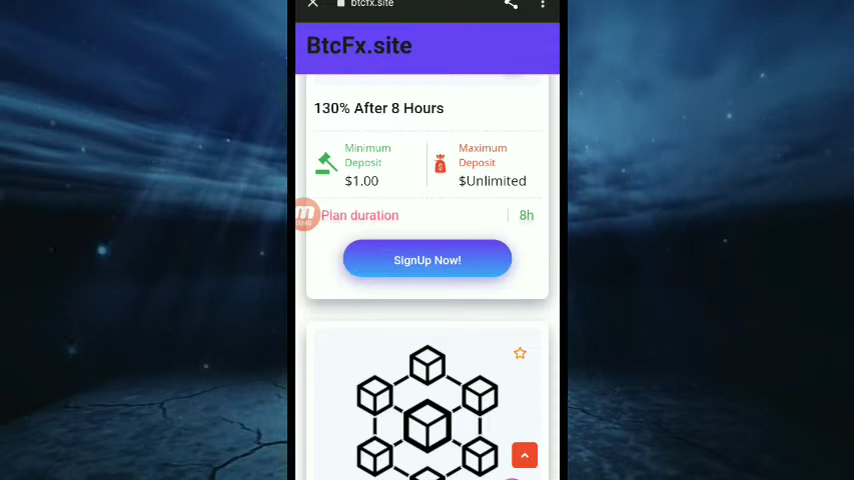 btcfx.site
BtcFx.site
130% After 8 Hours
Minimum
Deposit
$1.00
Maximum
Deposit
$Unlimited
Plan duration
8h
SignUp Now!